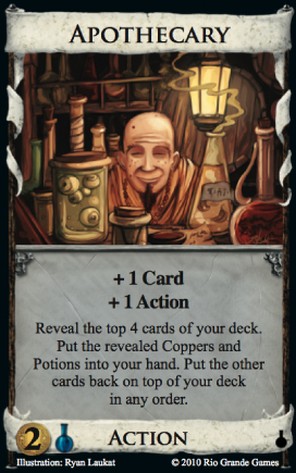 APOTHECARY
+1 Card
+1 Action
Reveal the top 4 cards of your deck.
Put the revealed Coppers and
Potions into your hand. Put the other
cards back on top of your deck
in any order.
2
ACTION
Illustration: Ryan Laukat
© 2010 Rio Grande Games